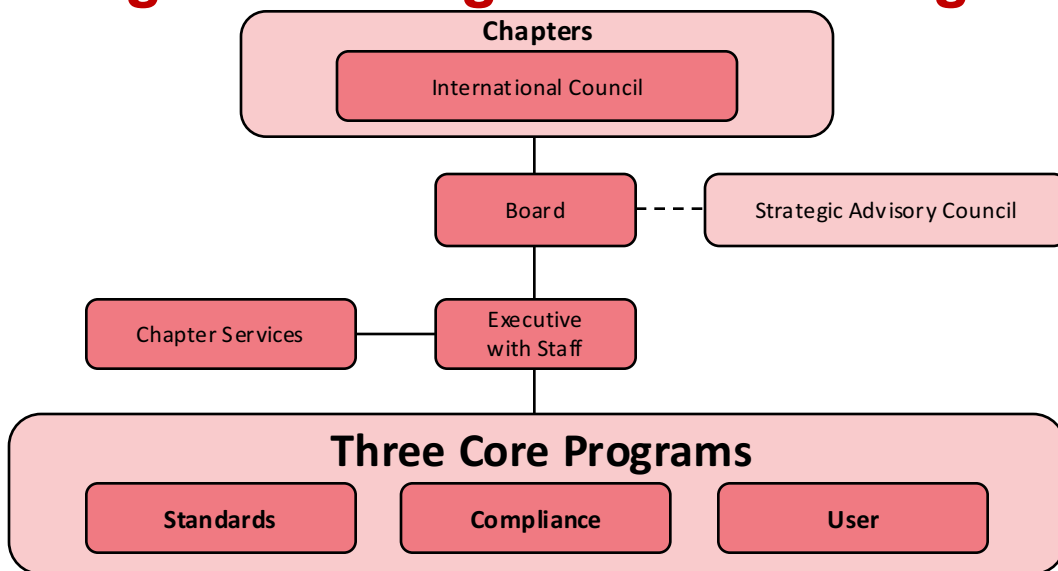 Chapters
International Council
Board
Strategic Advisory Council
Chapter Services
Executive
with Staff
Three Core Programs
Standards
Compliance
User